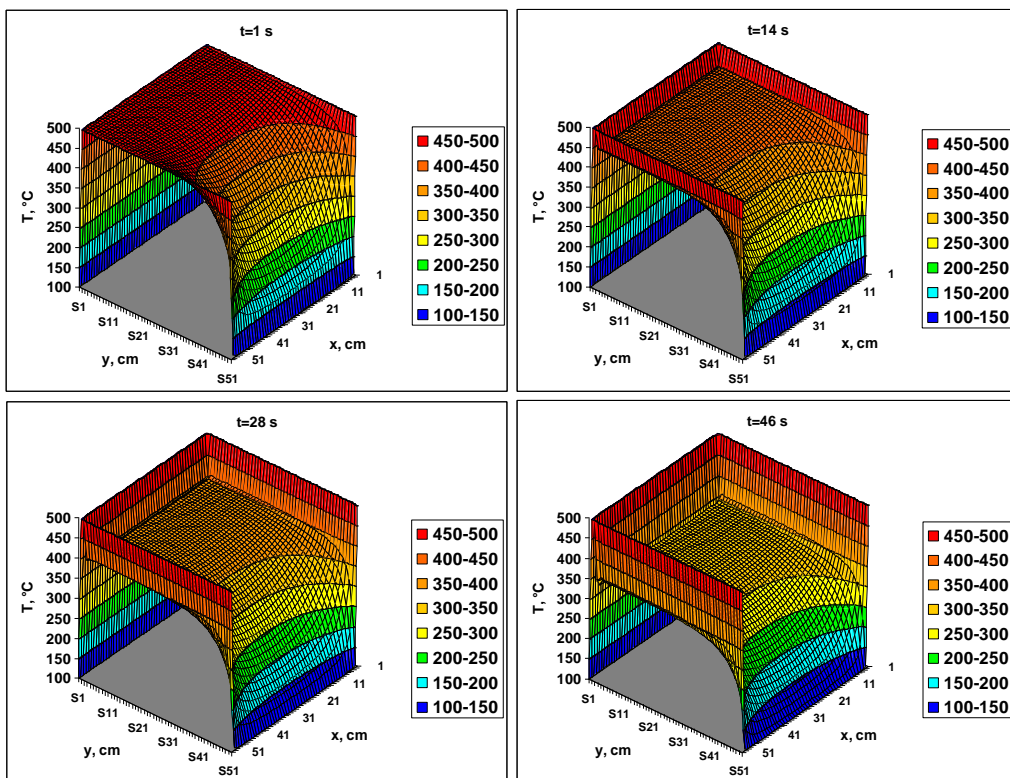 t=1 s
500
450
400
350
300
250
200
150
100
T, °C
S1
S11
S21
S31
S41
S51
y, cm
51
41
31
21
11
1
x, cm
450-500
400-450
350-400
300-350
250-300
200-250
150-200
100-150
t=14 s
500
450
400
350
300
250
200
150
100
T, °C
S1
S11
S21
S31
S41
S51
y, cm
51
41
31
21
11
1
x, cm
450-500
400-450
350-400
300-350
250-300
200-250
150-200
100-150
t=28 s
500
450
400
350
300
250
200
150
100
T, °C
S1
S11
S21
S31
S41
S51
y, cm
51
41
31
21
11
1
x, cm
450-500
400-450
350-400
300-350
250-300
200-250
150-200
100-150
t=46 s
500
450
400
350
300
250
200
150
100
T, °C
S1
S11
S21
S31
S41
S51
y, cm
51
41
31
21
11
1
x, cm
450-500
400-450
350-400
300-350
250-300
200-250
150-200
100-150